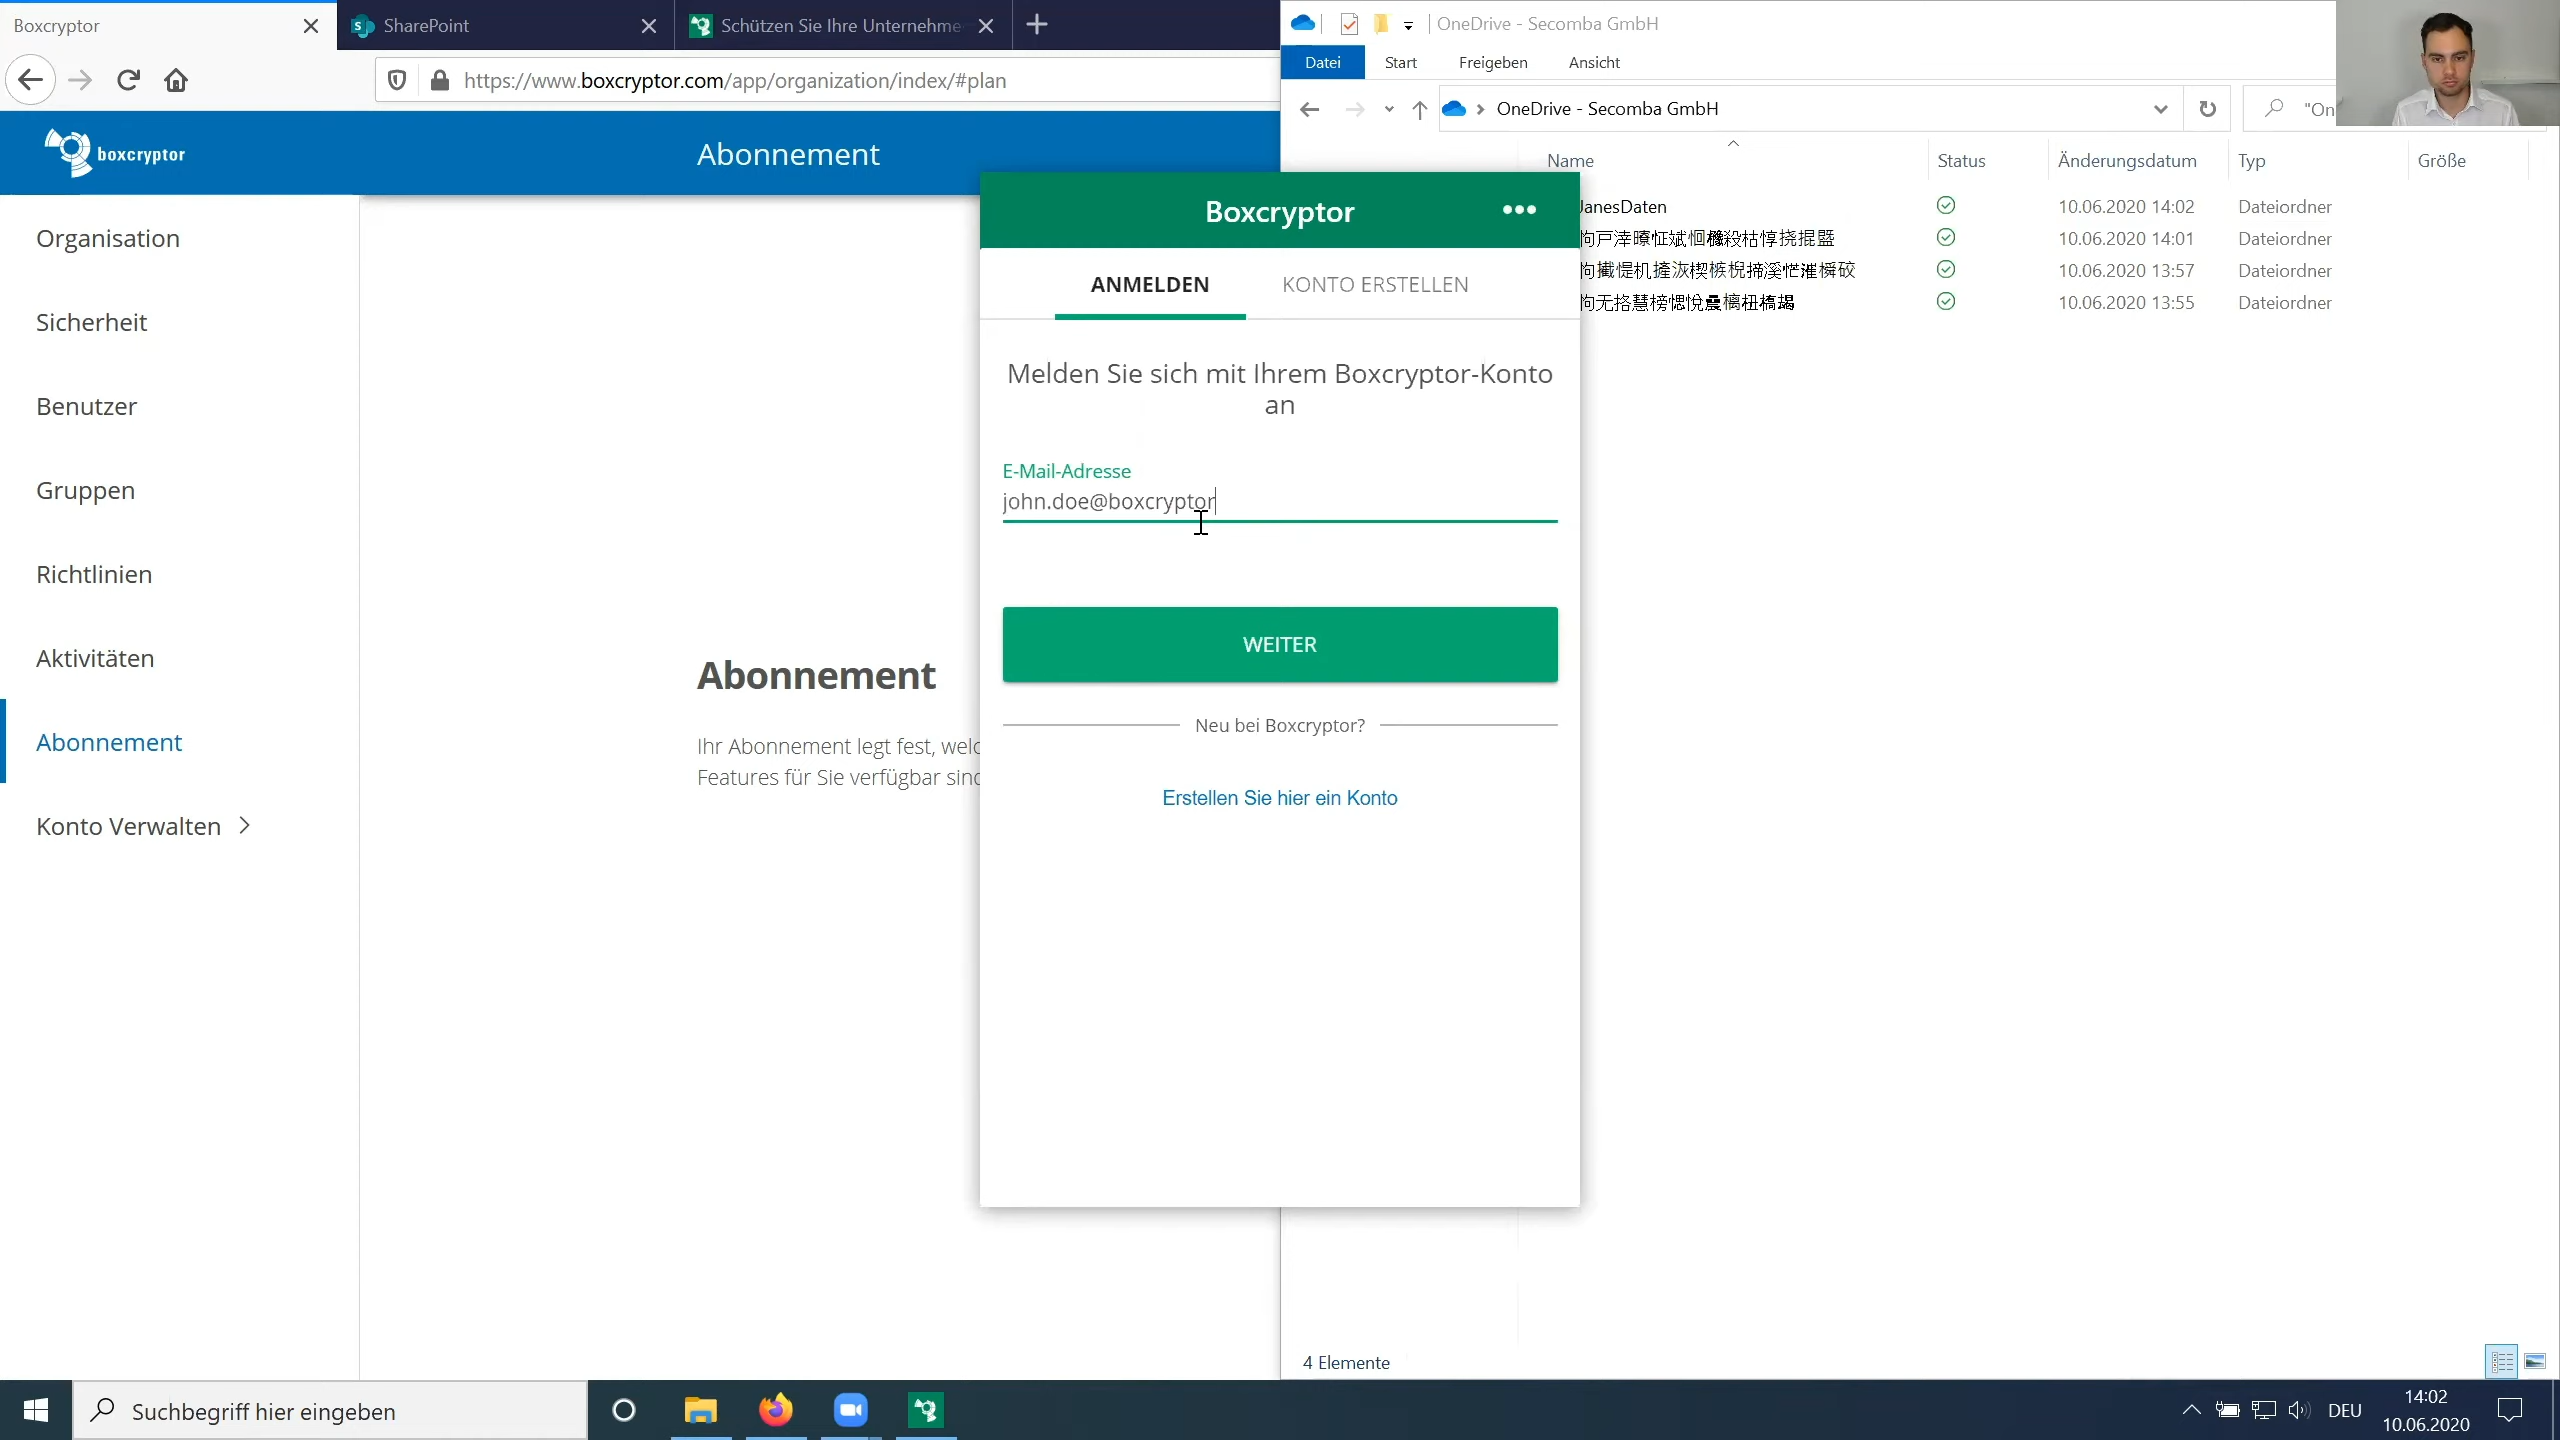 Boxcryptor
SharePoint
Schützen Sie Ihre Unternehme
https://www.boxcryptor.com/app/organization/index/#plan
boxcryptor
Abonnement
Organisation
Sicherheit
Benutzer
Gruppen
Richtlinien
Aktivitäten
Abonnement
Konto Verwalten
Abonnement
Ihr Abonnement legt fest, welc
Features für Sie verfügbar sind
Boxcryptor
ANMELDEN
KONTO ERSTELLEN
Melden Sie sich mit Ihrem Boxcryptor-Konto
an
E-Mail-Adresse
john.doe@boxcryptor
WEITER
Neu bei Boxcryptor?
Erstellen Sie hier ein Konto
OneDrive - Secomba GmbH
Datei
Start
Freigeben
Ansicht
OneDrive - Secomba GmbH
"On
Name
Status
Änderungsdatum
Typ
Größe
JanesDaten
10.06.2020 14:02
Dateiordner
10.06.2020 14:01
Dateiordner
10.06.2020 13:57
Dateiordner
10.06.2020 13:55
Dateiordner
4 Elemente
Suchbegriff hier eingeben
DEU
14:02
10.06.2020